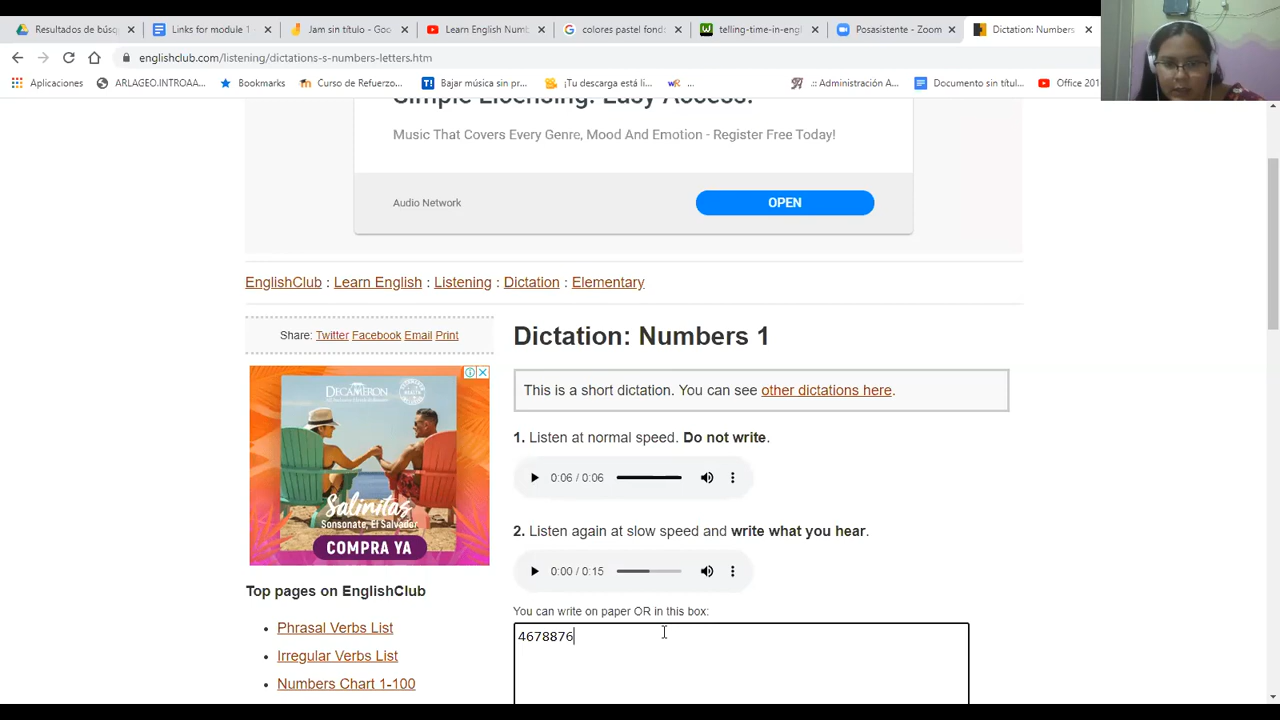 Resultados de búsq
Links for module 1
Jam sin título - Goo
Learn English Numb
colores pastel fond
telling-time-in-engl
Posasistente - Zoom
Dictation: Numbers
englishclub.com/listening/dictations-s-numbers-letters.htm
Aplicaciones
ARLAGEO.INTROAA...
Bookmarks
Curso de Refuerzo...
Bajar música sin pr...
¡Tu descarga está li...
...
.:: Administración A...
Documento sin títul...
Office 201
Simple Licensing. Easy Access.
Music That Covers Every Genre, Mood And Emotion - Register Free Today!
Audio Network
OPEN
EnglishClub : Learn English : Listening : Dictation : Elementary
Share: Twitter Facebook Email Print
Dictation: Numbers 1
This is a short dictation. You can see other dictations here.
1. Listen at normal speed. Do not write.
0:06 / 0:06
2. Listen again at slow speed and write what you hear.
0:00 / 0:15
You can write on paper OR in this box:
4678876
DECAMERON
Salinitas
Sonsonate, El Salvador
COMPRA YA
Top pages on EnglishClub
Phrasal Verbs List
Irregular Verbs List
Numbers Chart 1-100